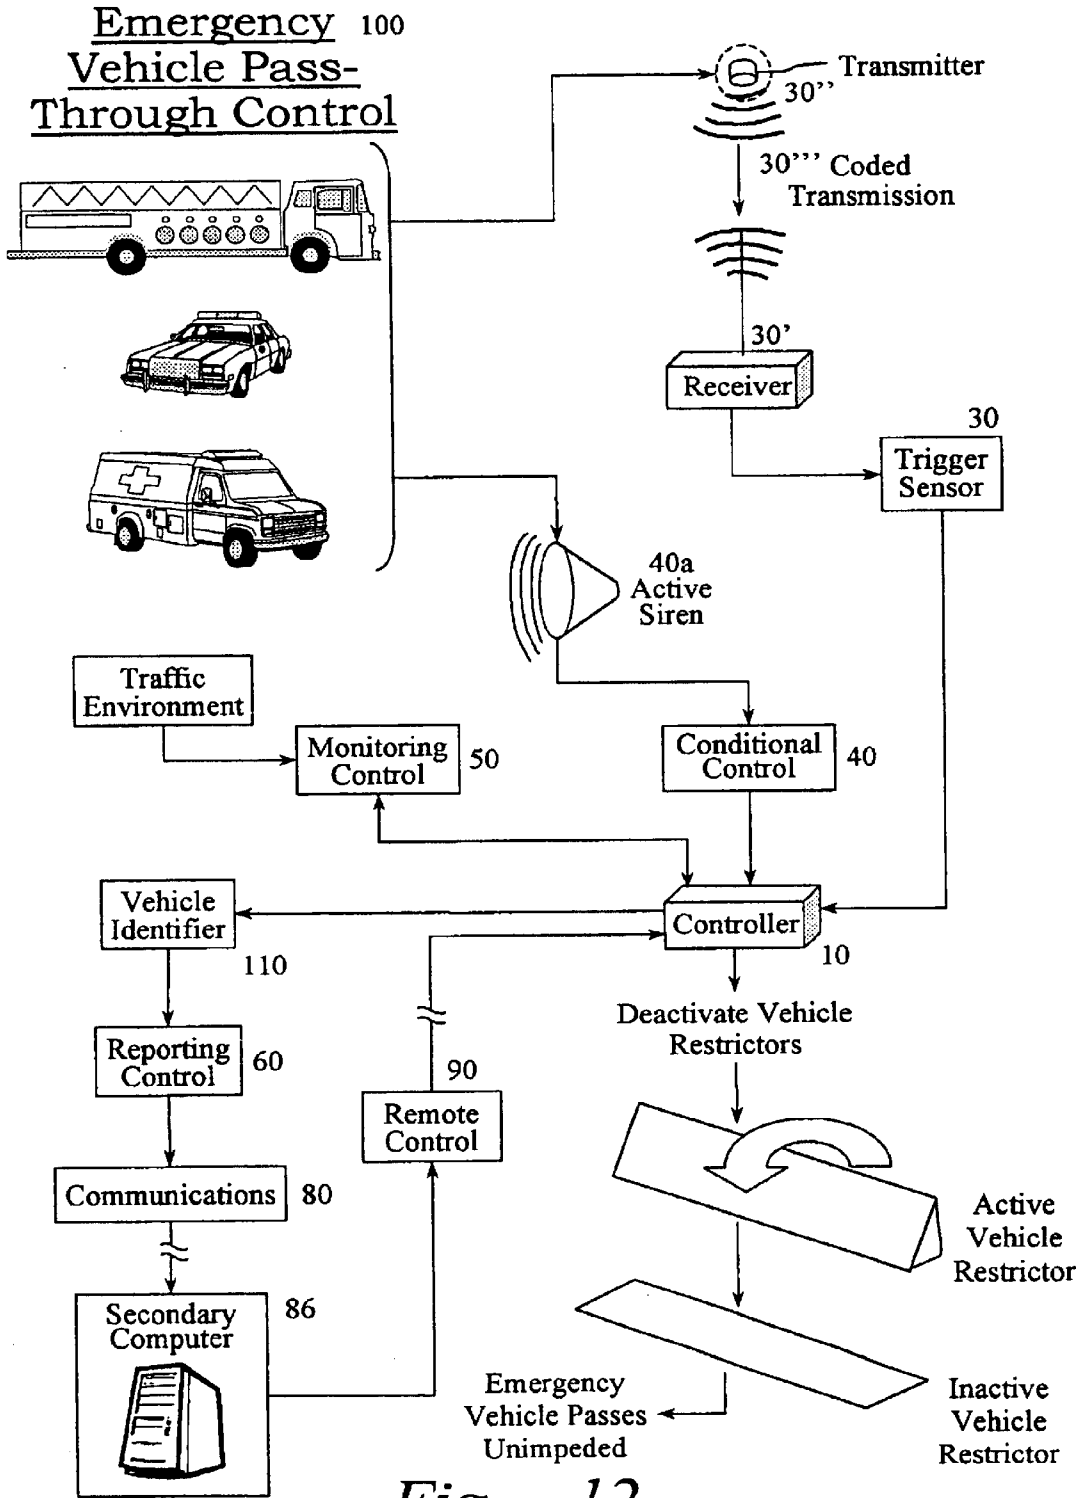 Emergency 100
Vehicle Pass-
Through Control
Transmitter
30''
30''' Coded
Transmission
30'
Receiver
30
Trigger
Sensor
40a
Active
Siren
Traffic
Environment
Monitoring
Control
50
Conditional
Control
40
Vehicle
Identifier
110
Controller
10
Deactivate Vehicle
Restrictors
Reporting
Control
60
90
Remote
Control
Communications 80
Active
Vehicle
Restrictor
Secondary
Computer
86
Emergency
Vehicle Passes
Unimpeded
Inactive
Vehicle
Restrictor
Fig. 12